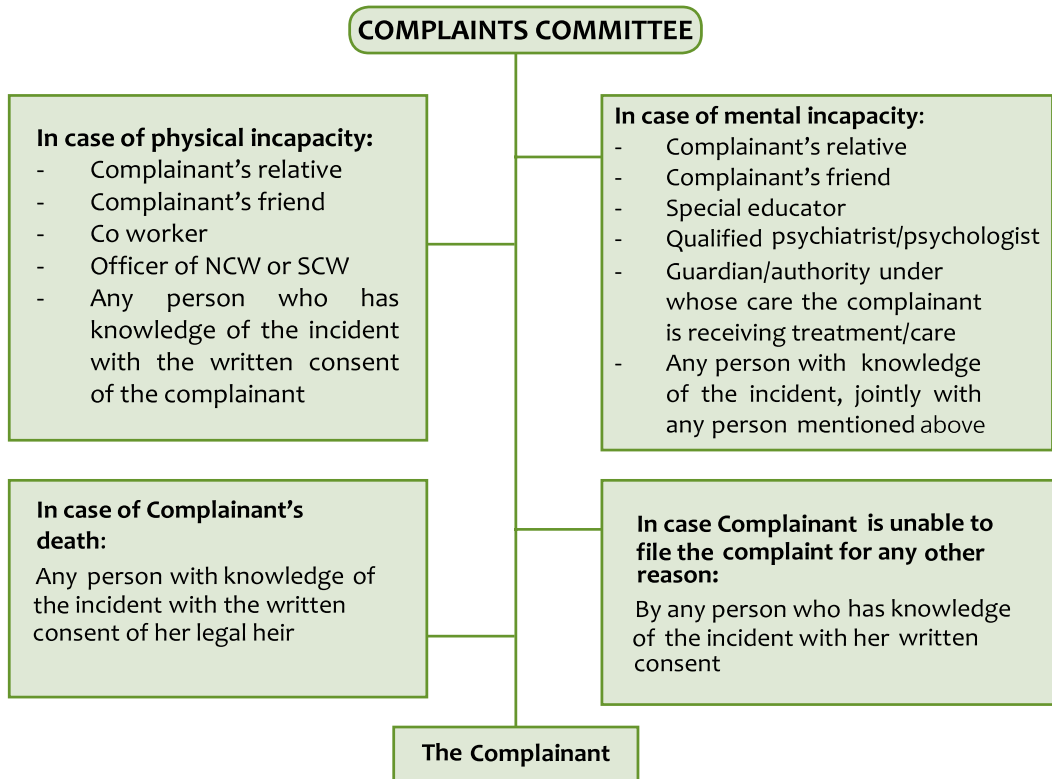 COMPLAINTS COMMITTEE
In case of physical incapacity:
- Complainant’s relative
- Complainant’s friend
- Co worker
- Officer of NCW or SCW
- Any person who has
knowledge of the incident
with the written consent
of the complainant
In case of mental incapacity:
- Complainant’s relative
- Complainant’s friend
- Special educator
- Qualified psychiatrist/psychologist
- Guardian/authority under
whose care the complainant
is receiving treatment/care
- Any person with knowledge
of the incident, jointly with
any person mentioned above
In case of Complainant’s
death:
Any person with knowledge of
the incident with the written
consent of her legal heir
In case Complainant is unable to
file the complaint for any other
reason:
By any person who has knowledge
of the incident with her written
consent
The Complainant